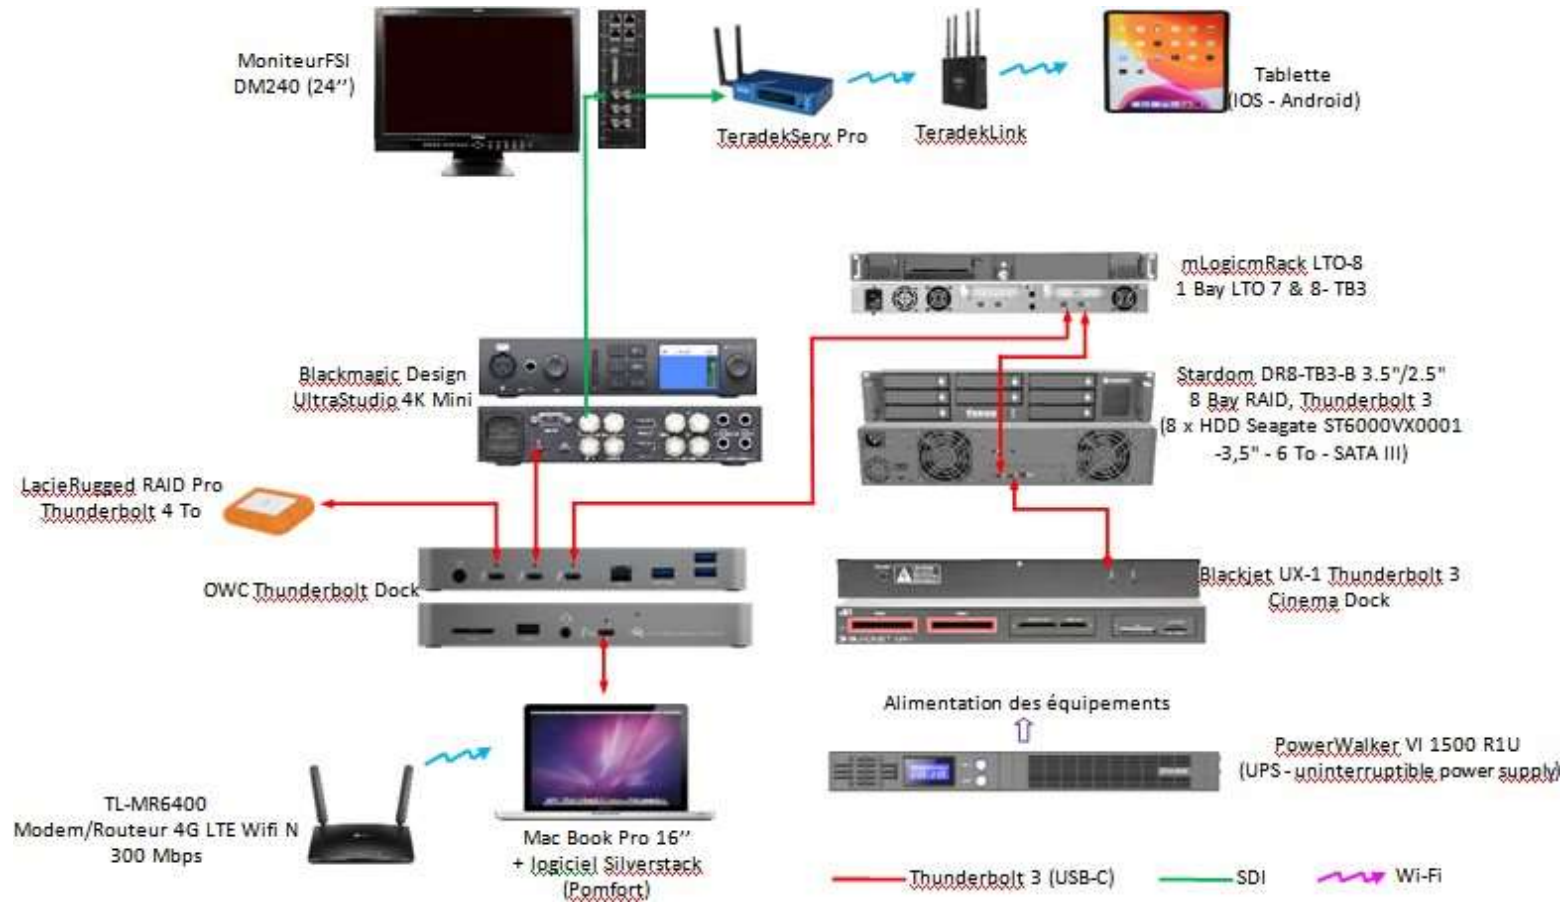 MoniteurFSI
DM240 (24’’)
TeradekServ Pro
TeradekLink
Tablette
(IOS - Android)
mLogicmRack LTO-8
1 Bay LTO 7 & 8- TB3
Blackmagic Design
UltraStudio 4K Mini
Stardom DR8-TB3-B 3.5"/2.5"
8 Bay RAID, Thunderbolt 3
(8 x HDD Seagate ST6000VX0001
-3,5" - 6 To - SATA III)
LacieRugged RAID Pro
Thunderbolt 4 To
OWC Thunderbolt Dock
Blackjet UX-1 Thunderbolt 3
Cinema Dock
Alimentation des équipements
PowerWalker VI 1500 R1U
(UPS - uninterruptible power supply)
TL-MR6400
Modem/Routeur 4G LTE Wifi N
300 Mbps
Mac Book Pro 16’’
+ logiciel Silverstack
(Pomfort)
Thunderbolt 3 (USB-C)
SDI
Wi-Fi